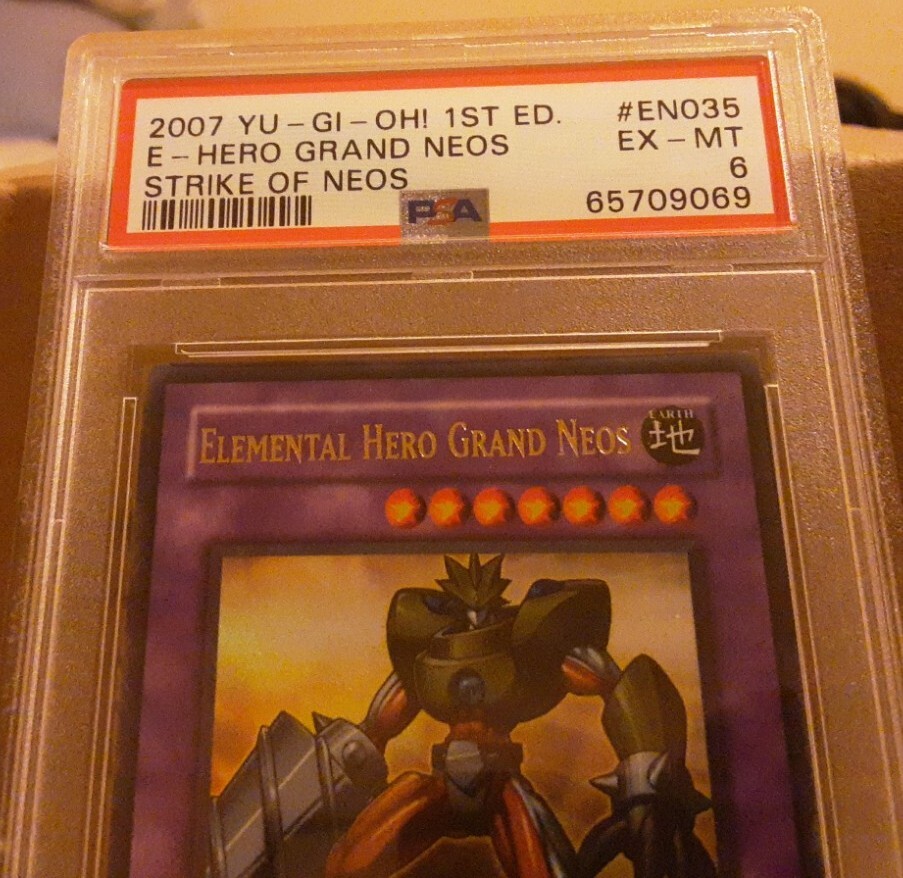 2007 YU-GI-OH! 1ST ED. #EN035
E-HERO GRAND NEOS EX-MT
STRIKE OF NEOS 6
PSA 65709069
ELEMENTAL HERO GRAND NEOS
EARTH
地